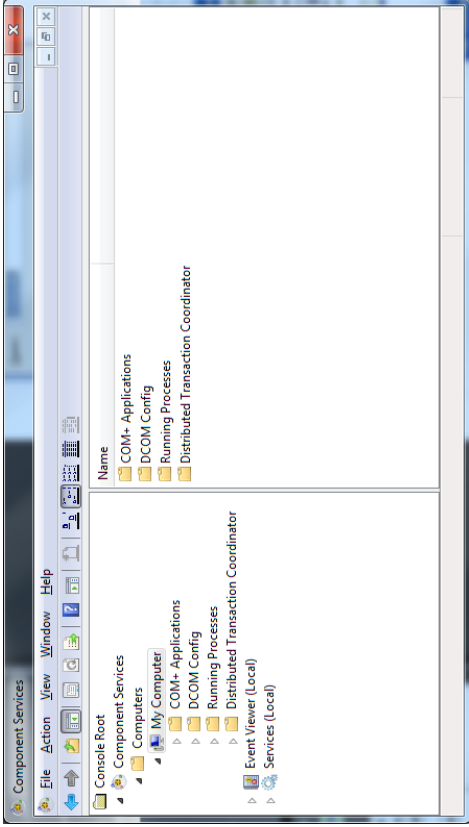 Component Services
File Action View Window Help
Console Root
Component Services
Computers
My Computer
COM+ Applications
DCOM Config
Running Processes
Distributed Transaction Coordinator
Event Viewer (Local)
Services (Local)
Name
COM+ Applications
DCOM Config
Running Processes
Distributed Transaction Coordinator